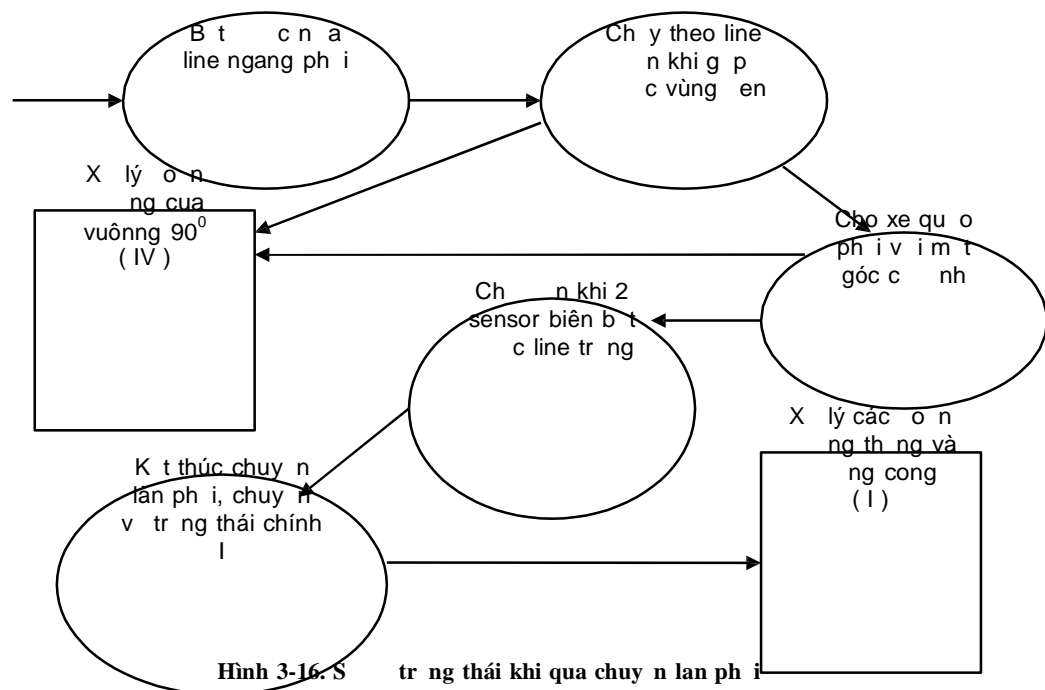 B t c n a
line ngang ph i
Ch y theo line
n khi g p
c vùng en
X lý o n
ng cua
vuônng 90⁰
( IV )
Cho xe qu o
ph i v i m t
góc c nh
Ch n khi 2
sensor biên b t
c line tr ng
X lý các o n
ng th ng và
ng cong
( I )
K t thúc chuy n
làn ph i, chuy n
v tr ng thái chính
I
Hình 3-16. S tr ng thái khi qua chuy n lan ph i